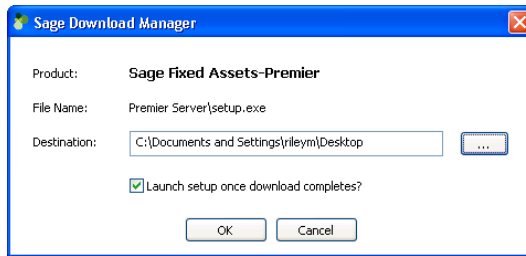 Sage Download Manager
Product: Sage Fixed Assets-Premier
File Name: Premier Server\setup.exe
Destination: C:\Documents and Settings\rileym\Desktop ...
Launch setup once download completes?
OK Cancel